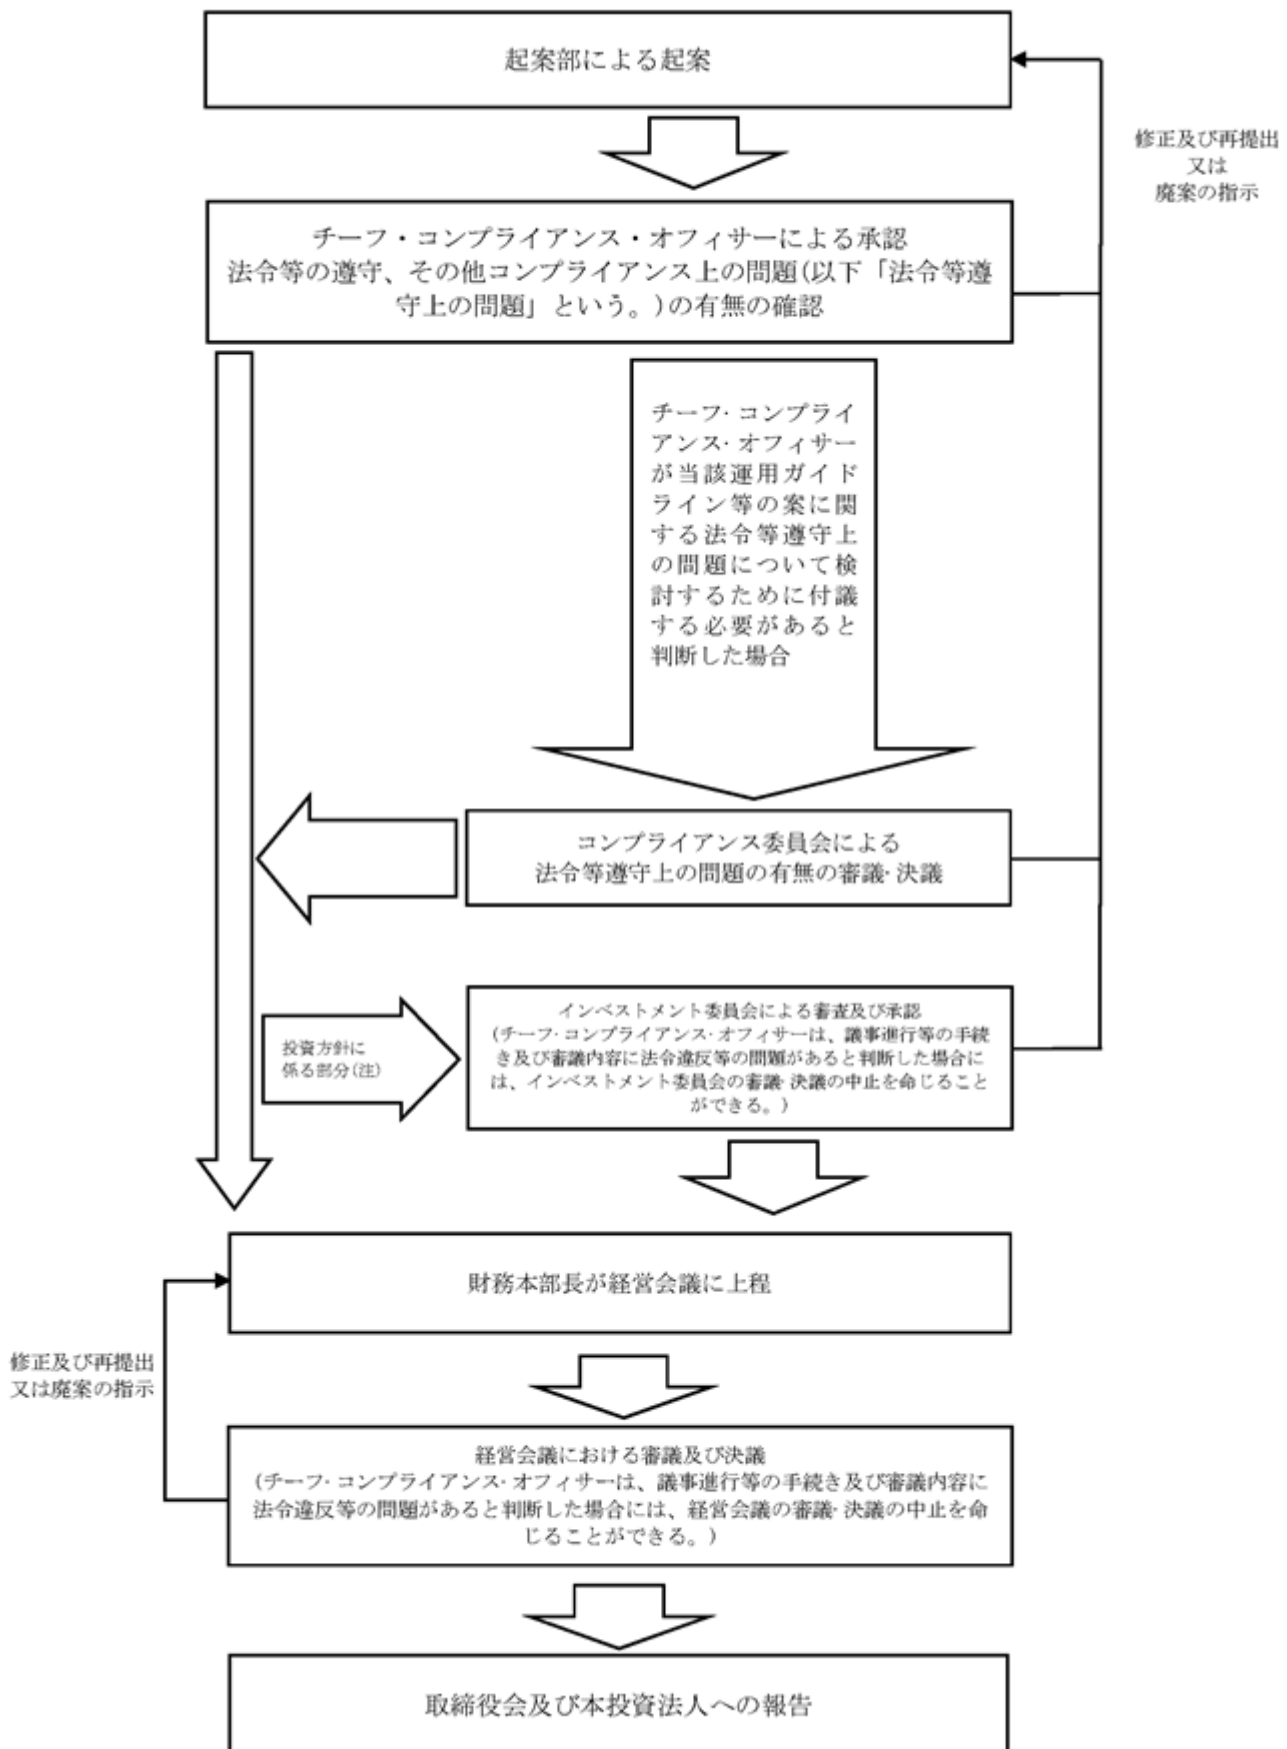 起案部による起案
修正及び再提出
又は
廃案の指示
チーフ・コンプライアンス・オフィサーによる承認
法令等の遵守、その他コンプライアンス上の問題(以下「法令等遵
守上の問題」という。)の有無の確認
チーフ・コンプライ
アンス・オフィサー
が当該運用ガイド
ライン等の案に関
する法令等遵守上
の問題について検
討するために付議
する必要があると
判断した場合
コンプライアンス委員会による
法令等遵守上の問題の有無の審議・決議
投資方針に
係る部分(注)
インベストメント委員会による審査及び承認
(チーフ・コンプライアンス・オフィサーは、議事進行等の手続
き及び審議内容に法令違反等の問題があると判断した場合に
は、インベストメント委員会の審議・決議の中止を命じること
ができる。)
財務本部長が経営会議に上程
修正及び再提出
又は廃案の指示
経営会議における審議及び決議
(チーフ・コンプライアンス・オフィサーは、議事進行等の手続き及び審議内容に
法令違反等の問題があると判断した場合には、経営会議の審議・決議の中止を命
じることができる。)
取締役会及び本投資法人への報告